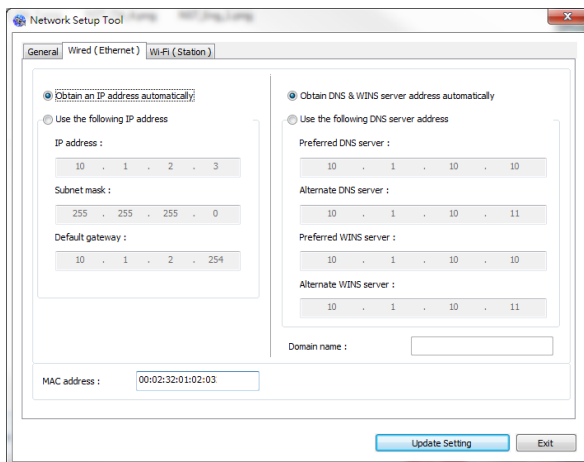 Network Setup Tool
General
Wired ( Ethernet )
Wi-Fi ( Station )
Obtain an IP address automatically
Use the following IP address
IP address :
10 . 1 . 2 . 3
Subnet mask :
255 . 255 . 255 . 0
Default gateway :
10 . 1 . 2 . 254
Obtain DNS & WINS server address automatically
Use the following DNS server address
Preferred DNS server :
10 . 1 . 10 . 10
Alternate DNS server :
10 . 1 . 10 . 11
Preferred WINS server :
10 . 1 . 10 . 10
Alternate WINS server :
10 . 1 . 10 . 11
Domain name :
MAC address :
00:02:32:01:02:03
Update Setting
Exit